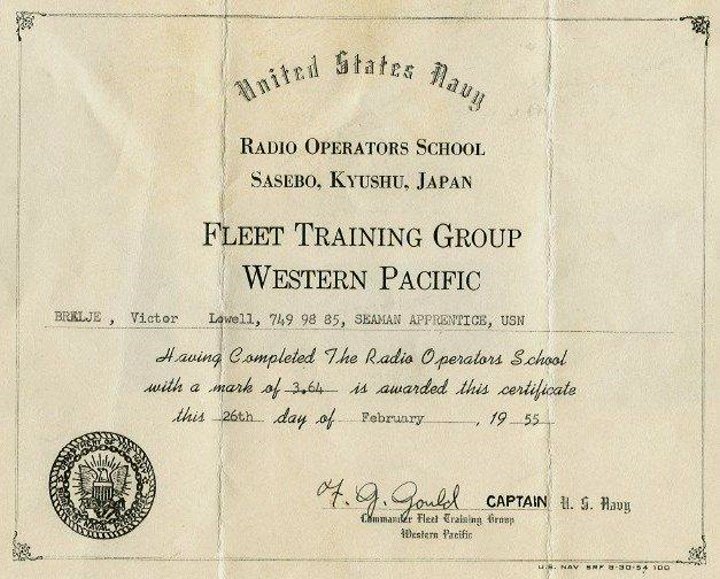 United States Navy
RADIO OPERATORS SCHOOL
SASEBO, KYUSHU, JAPAN
FLEET TRAINING GROUP
WESTERN PACIFIC
BRELJE , Victor Lowell, 749 98 85, SEAMAN APPRENTICE, USN
Having Completed The Radio Operators School
with a mark of 3.64 is awarded this certificate
this 26th day of February , 19 55
F. G. Gould CAPTAIN U. S. Navy
Commander Fleet Training Group
Western Pacific
U.S. NAV SRF 8-30-54 100